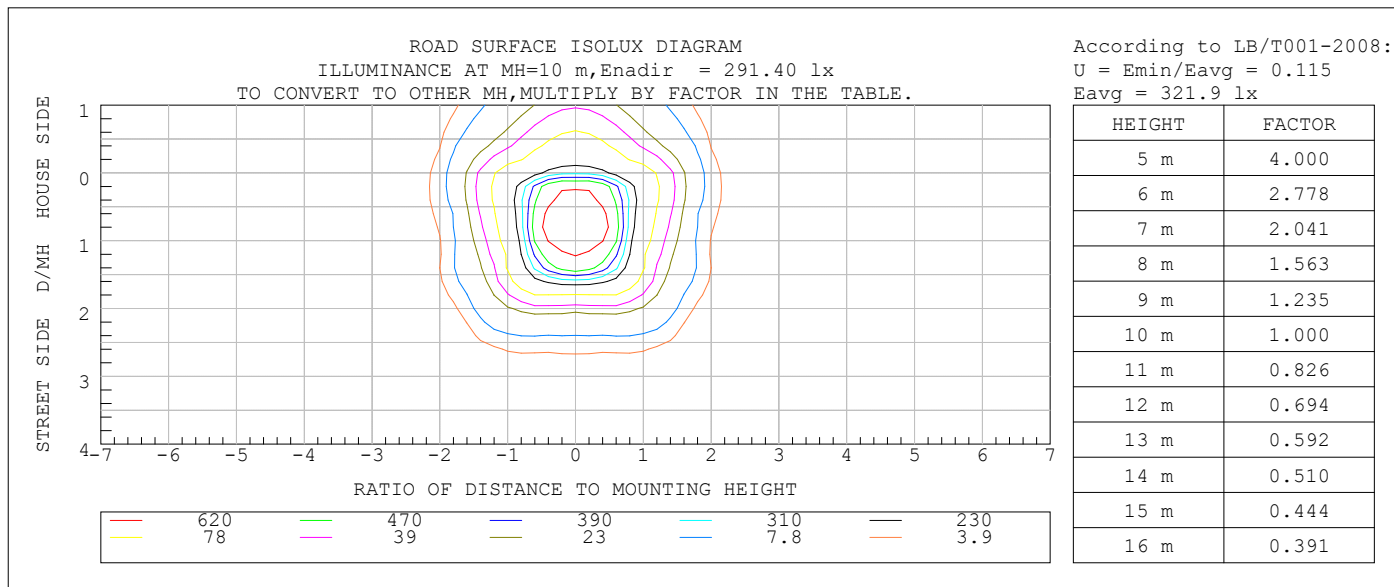 ROAD SURFACE ISOLUX DIAGRAM
ILLUMINANCE AT MH=10 m,Enadir = 291.40 lx
TO CONVERT TO OTHER MH,MULTIPLY BY FACTOR IN THE TABLE.
STREET SIDE D/MH HOUSE SIDE
1
0
1
2
3
4
-7 -6 -5 -4 -3 -2 -1 0 1 2 3 4 5 6 7
RATIO OF DISTANCE TO MOUNTING HEIGHT
620 470 390 310 230
78 39 23 7.8 3.9
According to LB/T001-2008:
U = Emin/Eavg = 0.115
Eavg = 321.9 lx
HEIGHT FACTOR
5 m 4.000
6 m 2.778
7 m 2.041
8 m 1.563
9 m 1.235
10 m 1.000
11 m 0.826
12 m 0.694
13 m 0.592
14 m 0.510
15 m 0.444
16 m 0.391